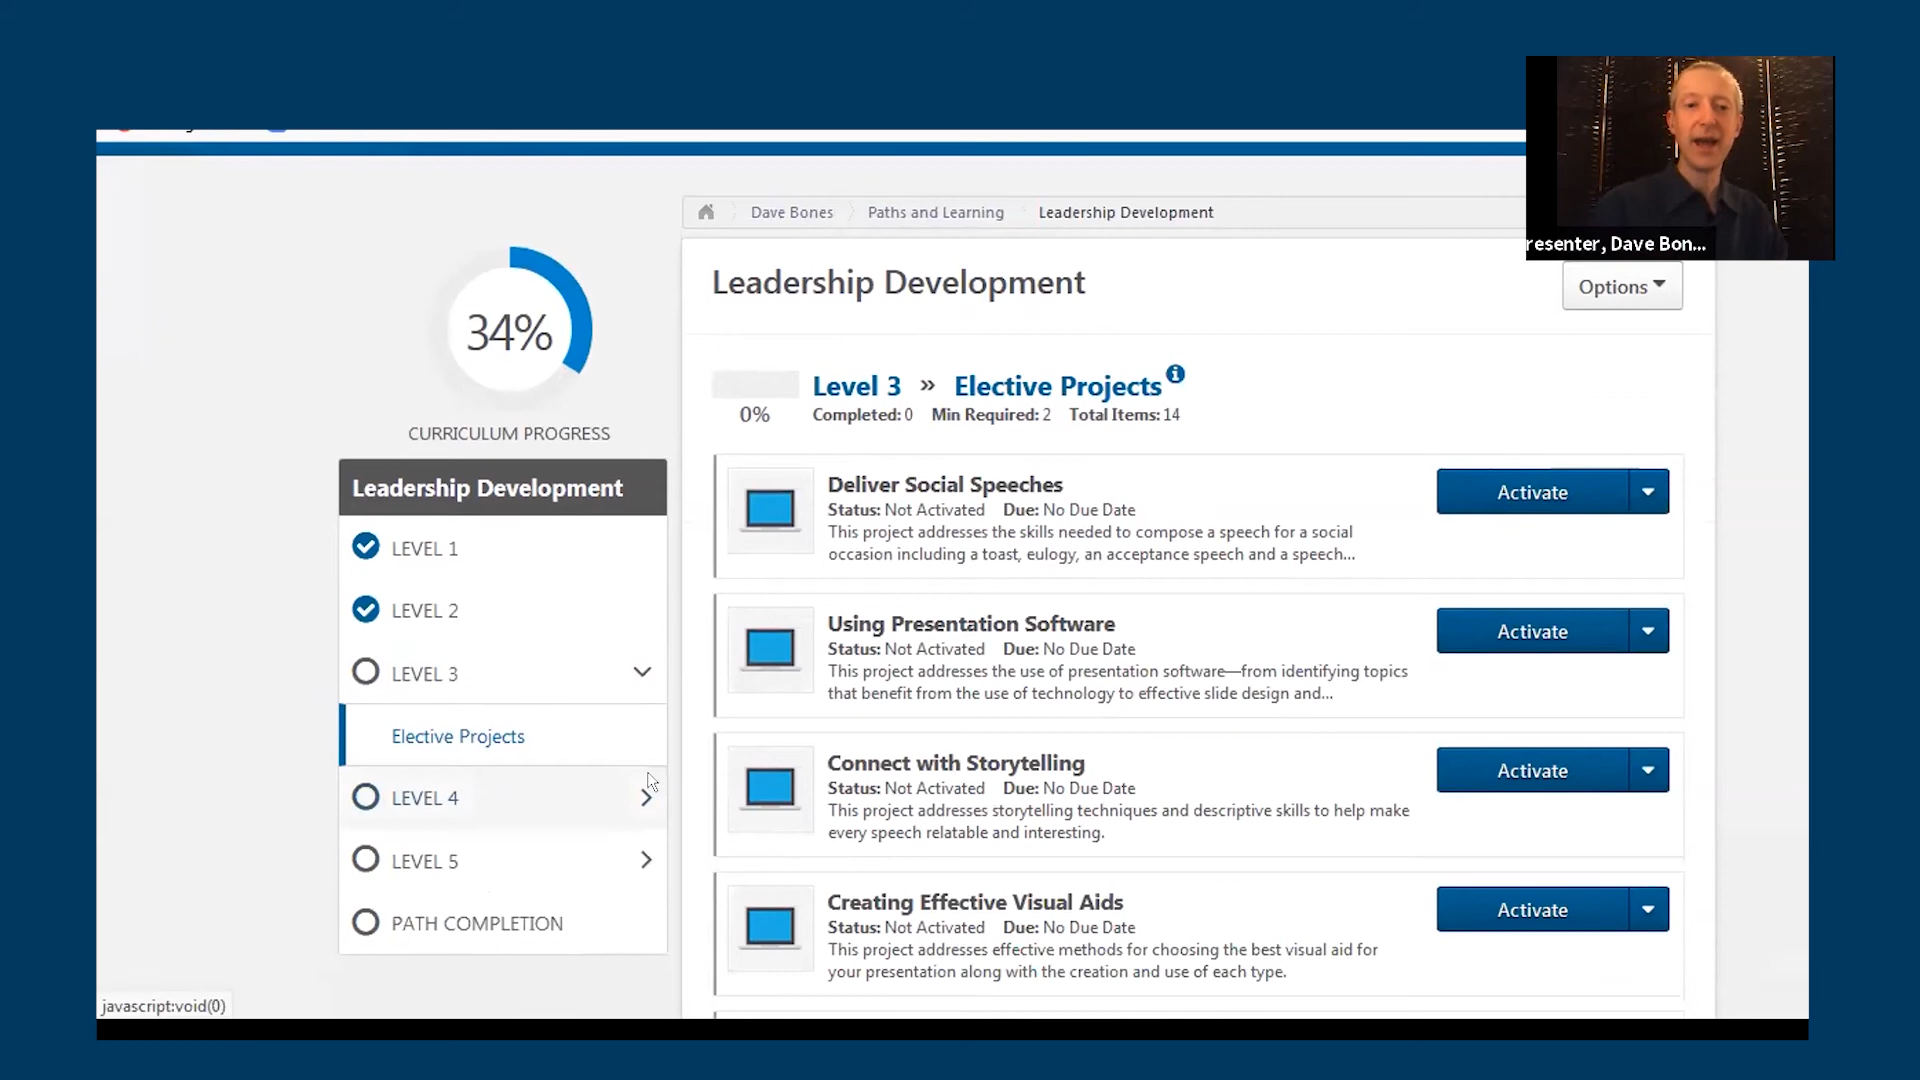 resenter, Dave Bon...
Dave Bones
Paths and Learning
Leadership Development
34%
CURRICULUM PROGRESS
Leadership Development
LEVEL 1
LEVEL 2
LEVEL 3
Elective Projects
LEVEL 4
LEVEL 5
PATH COMPLETION
Leadership Development
Options
0%
Level 3 » Elective Projects
Completed: 0 Min Required: 2 Total Items: 14
Deliver Social Speeches
Status: Not Activated Due: No Due Date
This project addresses the skills needed to compose a speech for a social
occasion including a toast, eulogy, an acceptance speech and a speech...
Activate
Using Presentation Software
Status: Not Activated Due: No Due Date
This project addresses the use of presentation software—from identifying topics
that benefit from the use of technology to effective slide design and...
Activate
Connect with Storytelling
Status: Not Activated Due: No Due Date
This project addresses storytelling techniques and descriptive skills to help make
every speech relatable and interesting.
Activate
Creating Effective Visual Aids
Status: Not Activated Due: No Due Date
This project addresses effective methods for choosing the best visual aid for
your presentation along with the creation and use of each type.
Activate
javascript:void(0)